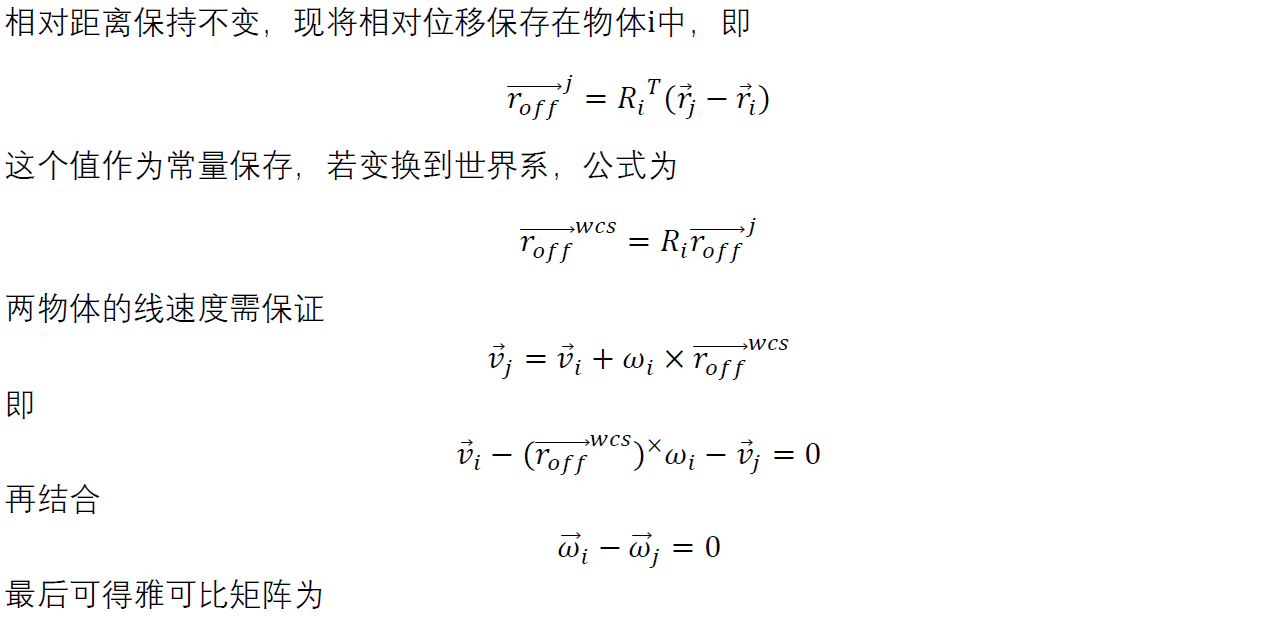 相对距离保持不变，现将相对位移保存在物体i中，即
$\overrightarrow{r_{off}}^{j} = R_i{}^T(\vec{r}_j - \vec{r}_i)$
这个值作为常量保存，若变换到世界系，公式为
$\overrightarrow{r_{off}}^{wcs} = R_i\overrightarrow{r_{off}}^{j}$
两物体的线速度需保证
$\vec{v}_j = \vec{v}_i + \omega_i \times \overrightarrow{r_{off}}^{wcs}$
即
$\vec{v}_i - (\overrightarrow{r_{off}}^{wcs})^{\times}\omega_i - \vec{v}_j = 0$
再结合
$\vec{\omega}_i - \vec{\omega}_j = 0$
最后可得雅可比矩阵为